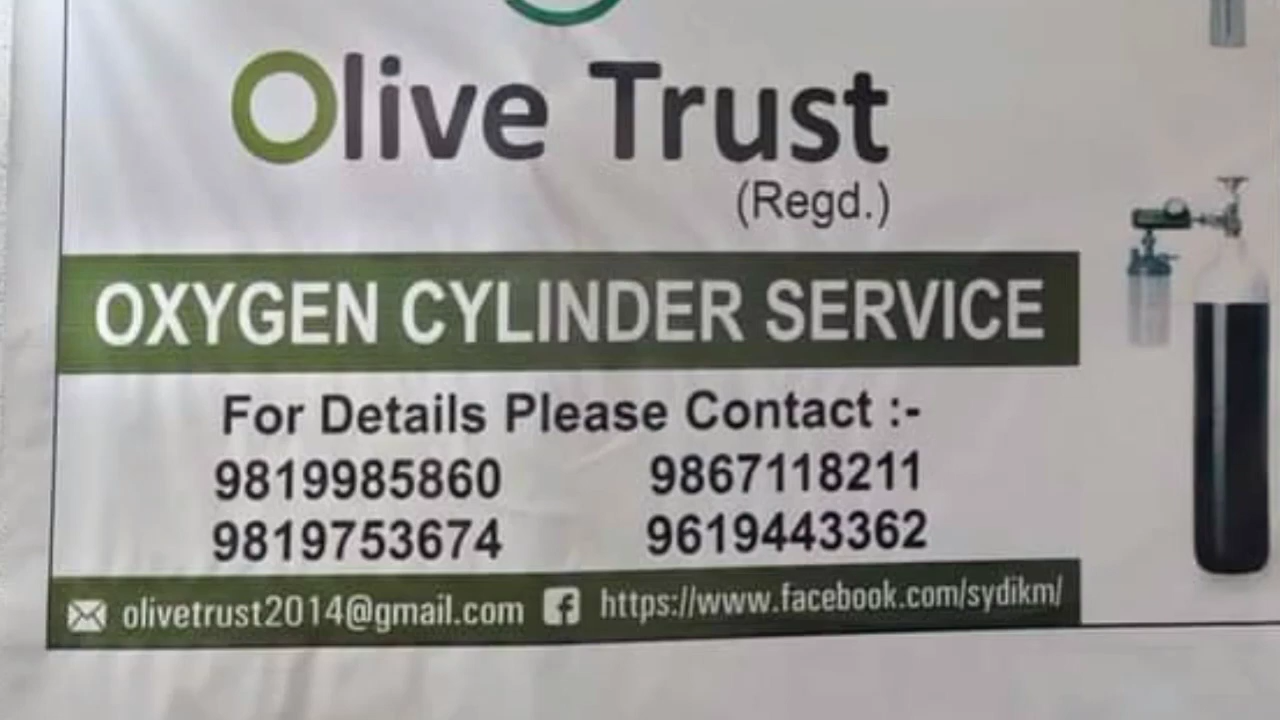 Olive Trust
(Regd.)
OXYGEN CYLINDER SERVICE
For Details Please Contact :-
9819985860 9867118211
9819753674 9619443362
olivetrust2014@gmail.com https://www.facebook.com/sydikm/